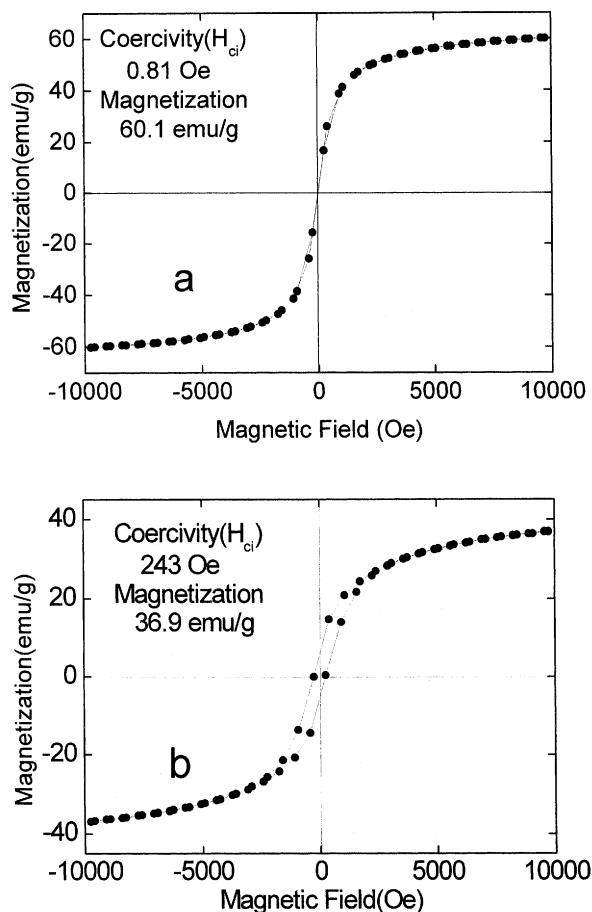 60
40
20
0
-20
-40
-60
Magnetization(emu/g)
Coercivity(Hci)
0.81 Oe
Magnetization
60.1 emu/g
a
-10000 -5000 0 5000 10000
Magnetic Field (Oe)
40
20
0
-20
-40
Magnetization(emu/g)
Coercivity(Hci)
243 Oe
Magnetization
36.9 emu/g
b
-10000 -5000 0 5000 10000
Magnetic Field(Oe)